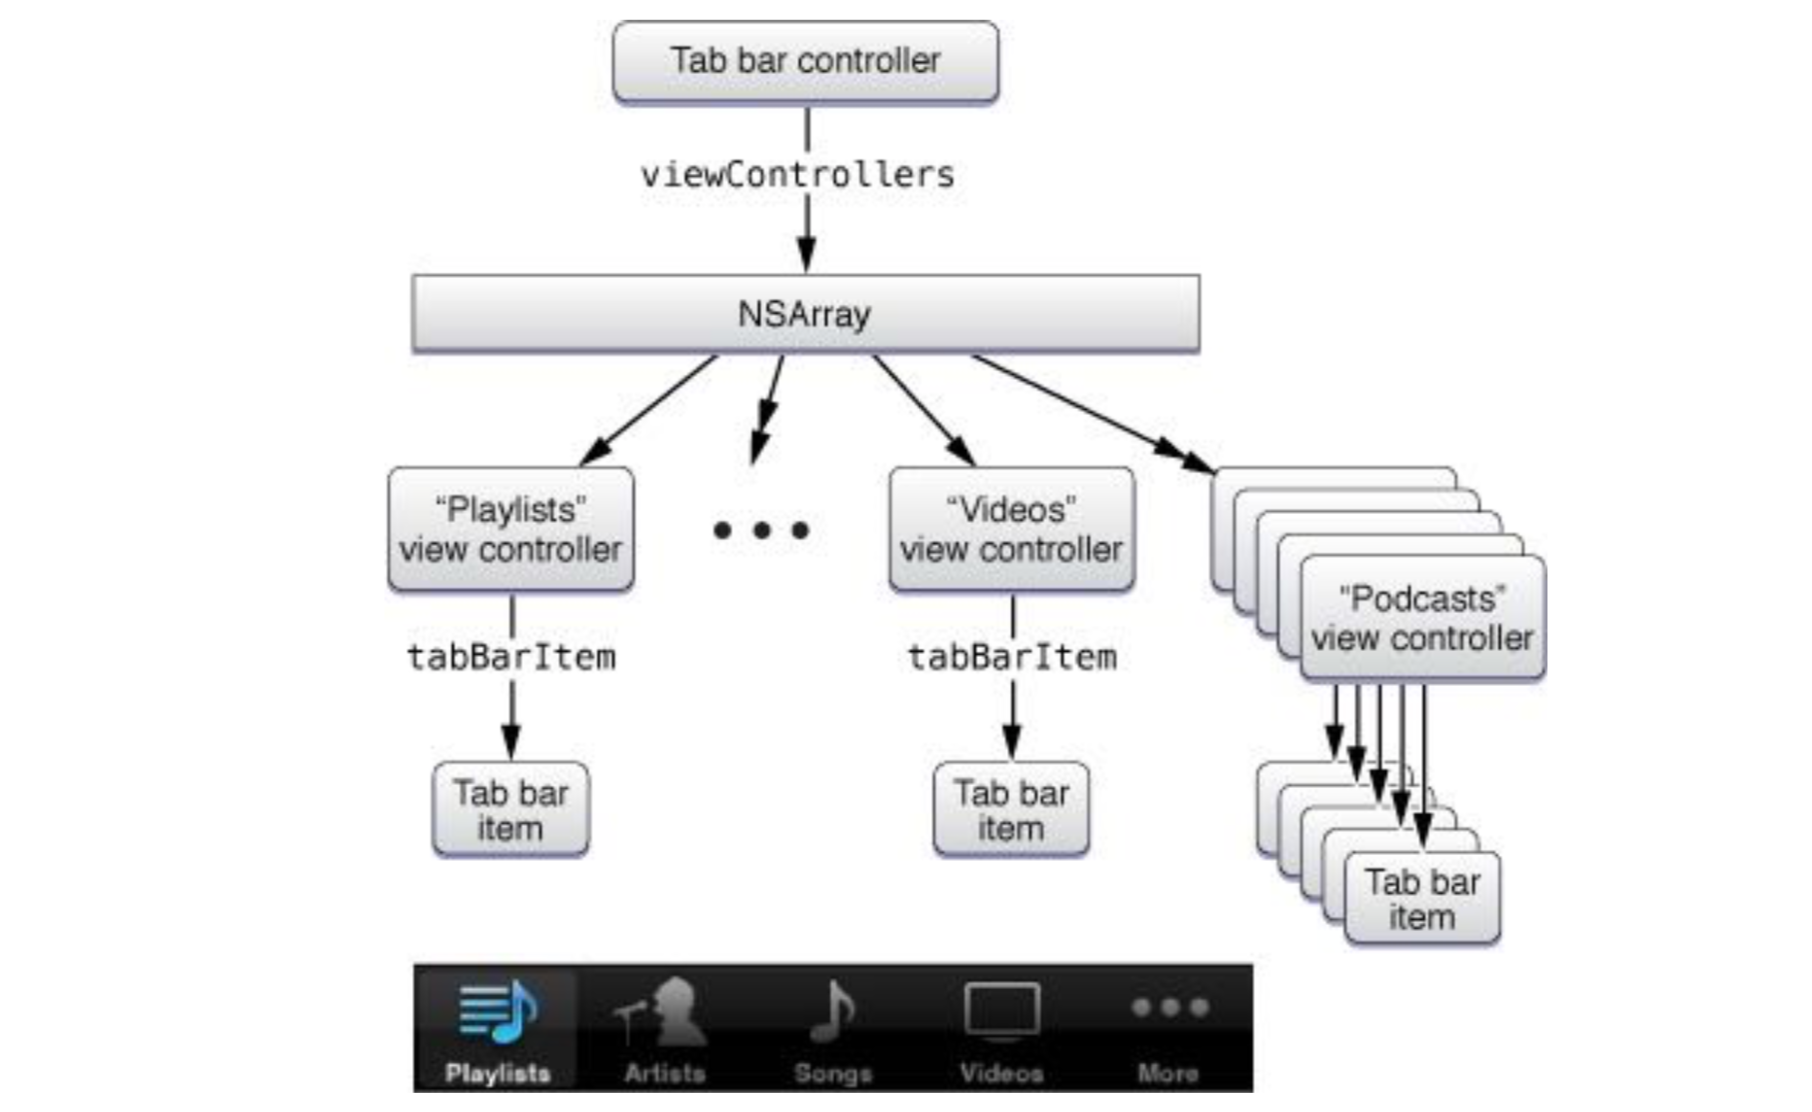 Tab bar controller
viewControllers
NSArray
“Playlists”
view controller
“Videos”
view controller
“Podcasts”
view controller
tabBarItem
tabBarItem
Tab bar
item
Tab bar
item
Tab bar
item
Playlists
Artists
Songs
Videos
More